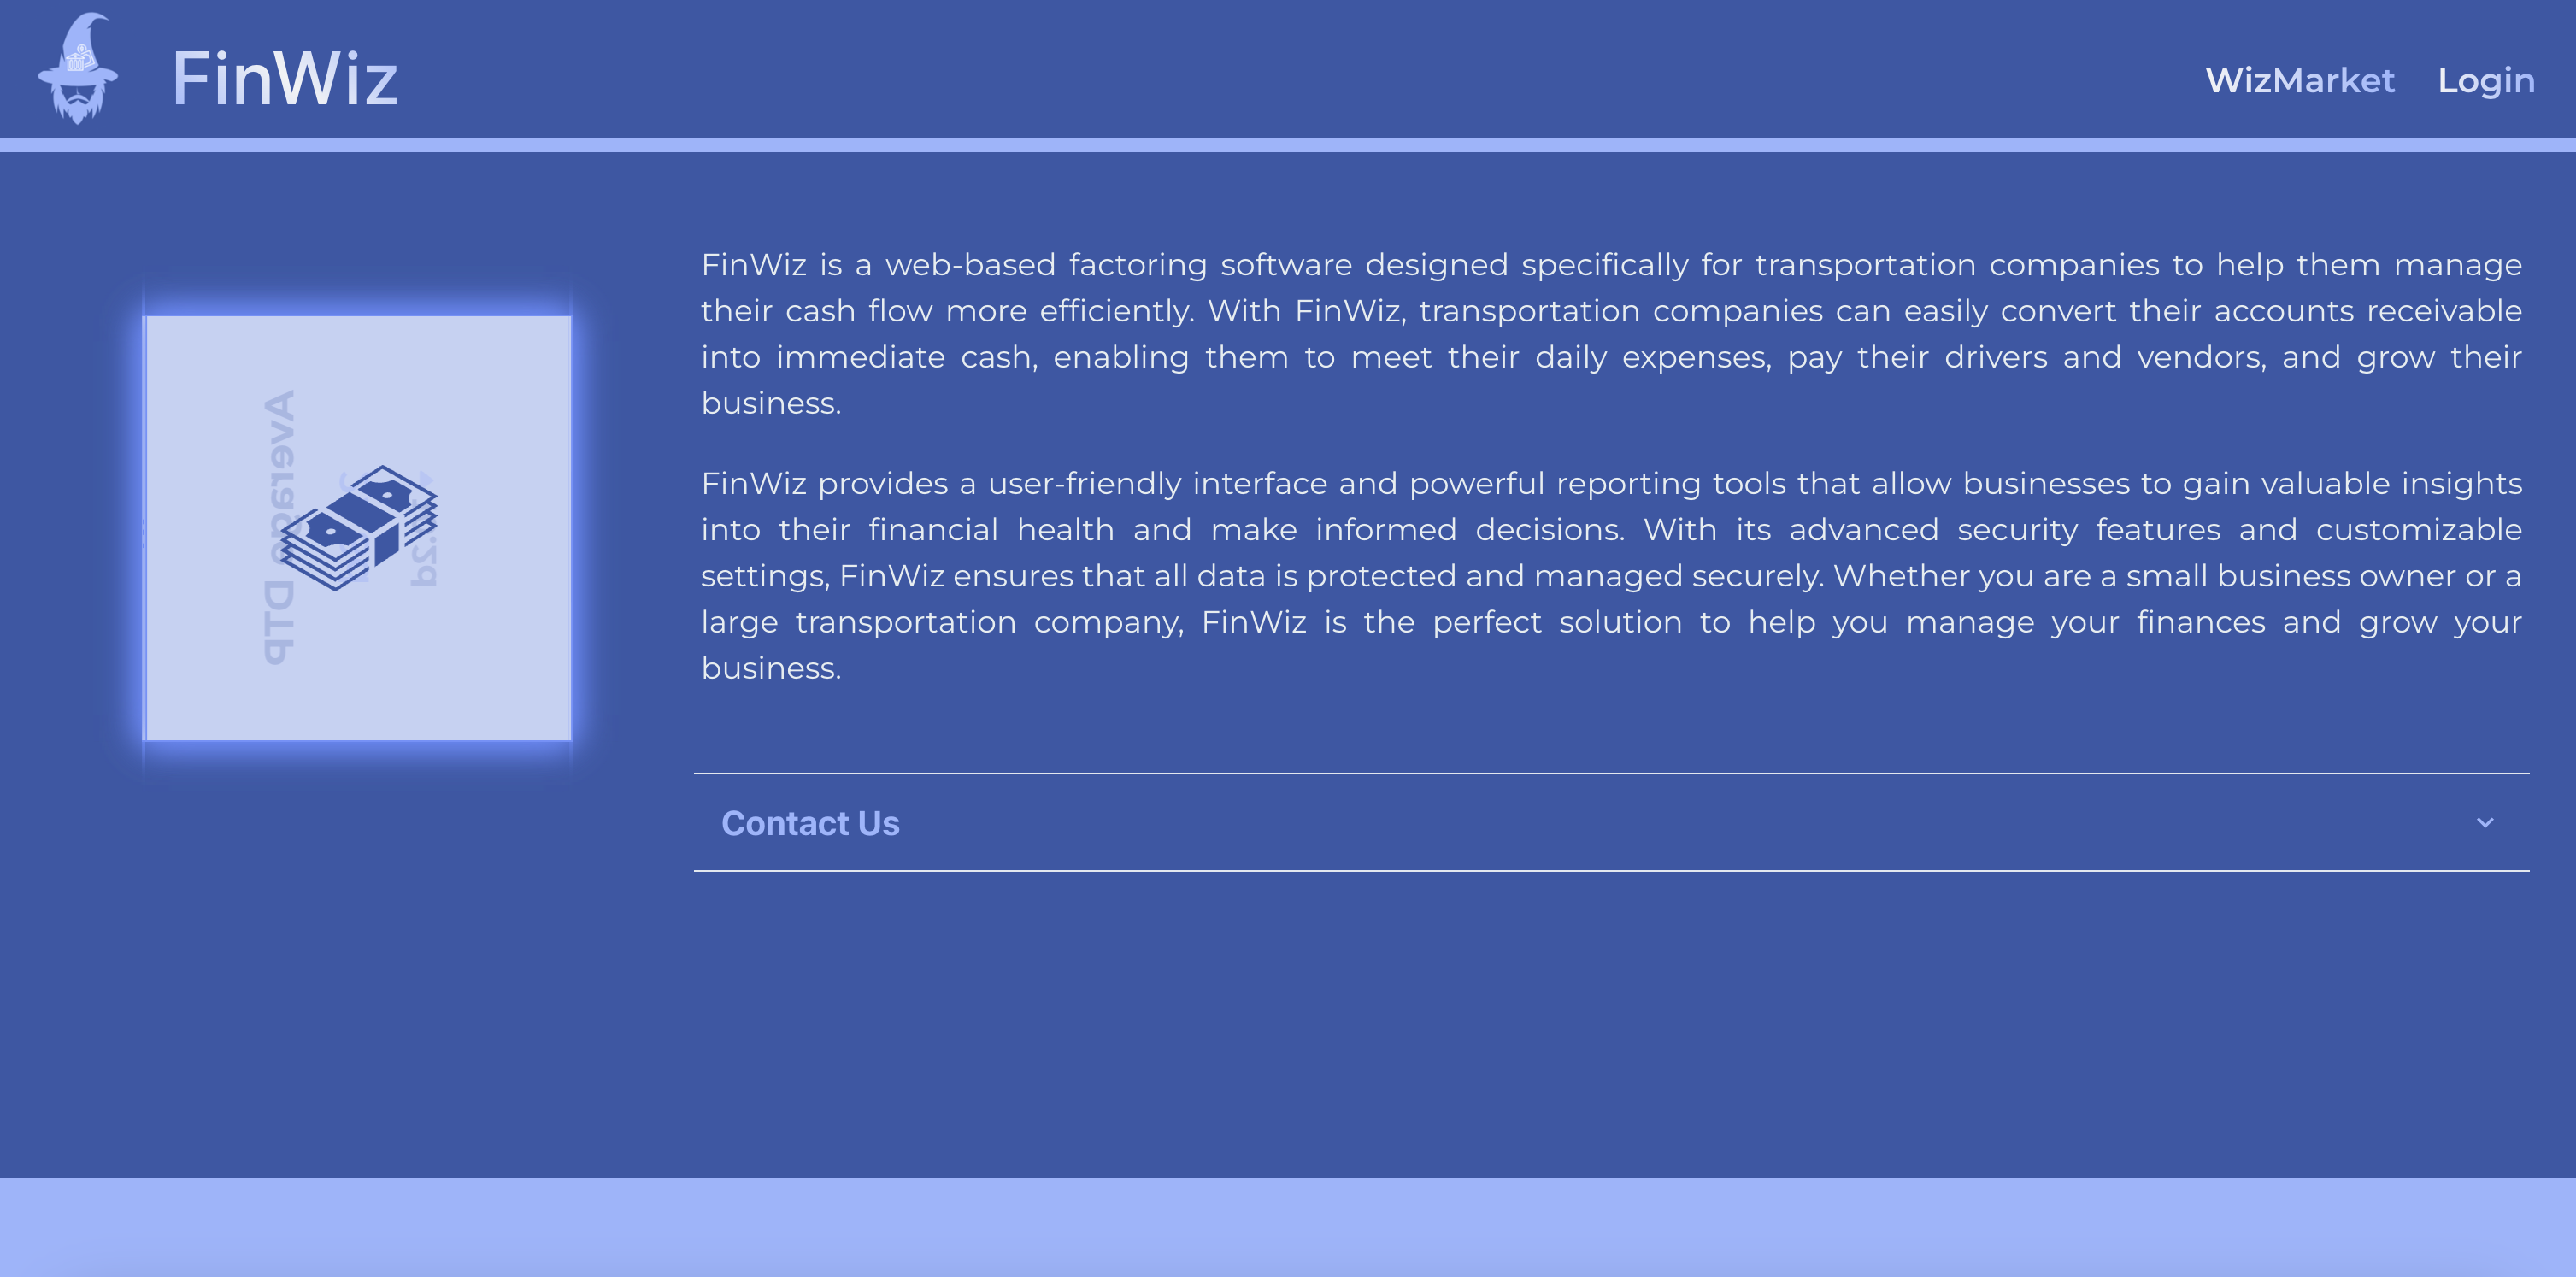 FinWiz
WizMarket Login
FinWiz is a web-based factoring software designed specifically for transportation companies to help them manage
their cash flow more efficiently. With FinWiz, transportation companies can easily convert their accounts receivable
into immediate cash, enabling them to meet their daily expenses, pay their drivers and vendors, and grow their
business.
FinWiz provides a user-friendly interface and powerful reporting tools that allow businesses to gain valuable insights
into their financial health and make informed decisions. With its advanced security features and customizable
settings, FinWiz ensures that all data is protected and managed securely. Whether you are a small business owner or a
large transportation company, FinWiz is the perfect solution to help you manage your finances and grow your
business.
Average DTP
Contact Us